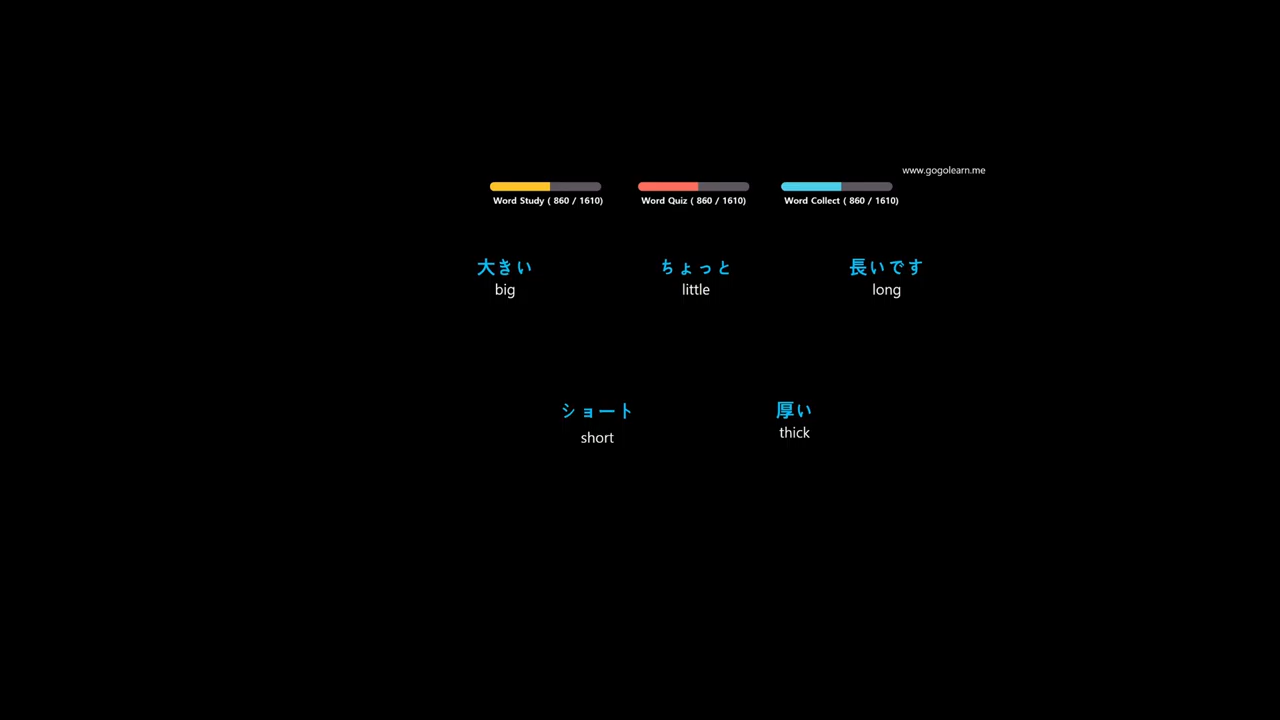 www.gogolearn.me
Word Study ( 860 / 1610)
Word Quiz ( 860 / 1610)
Word Collect ( 860 / 1610)
大きい
big
ちょっと
little
長いです
long
ショート
short
厚い
thick